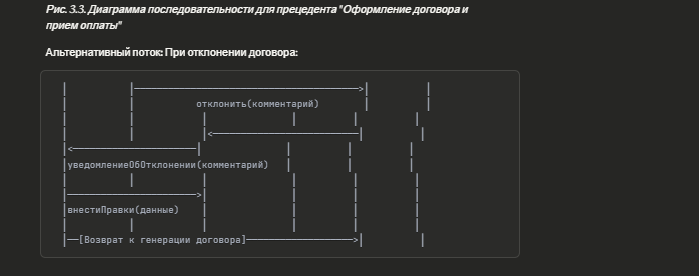 Рис. 3.3. Диаграмма последовательности для прецедента "Оформление договора и
прием оплаты"
Альтернативный поток: При отклонении договора:
отклонить(комментарий)
уведомлениеОбОтклонении(комментарий)
внестиПравки(данные)
[Возврат к генерации договора]